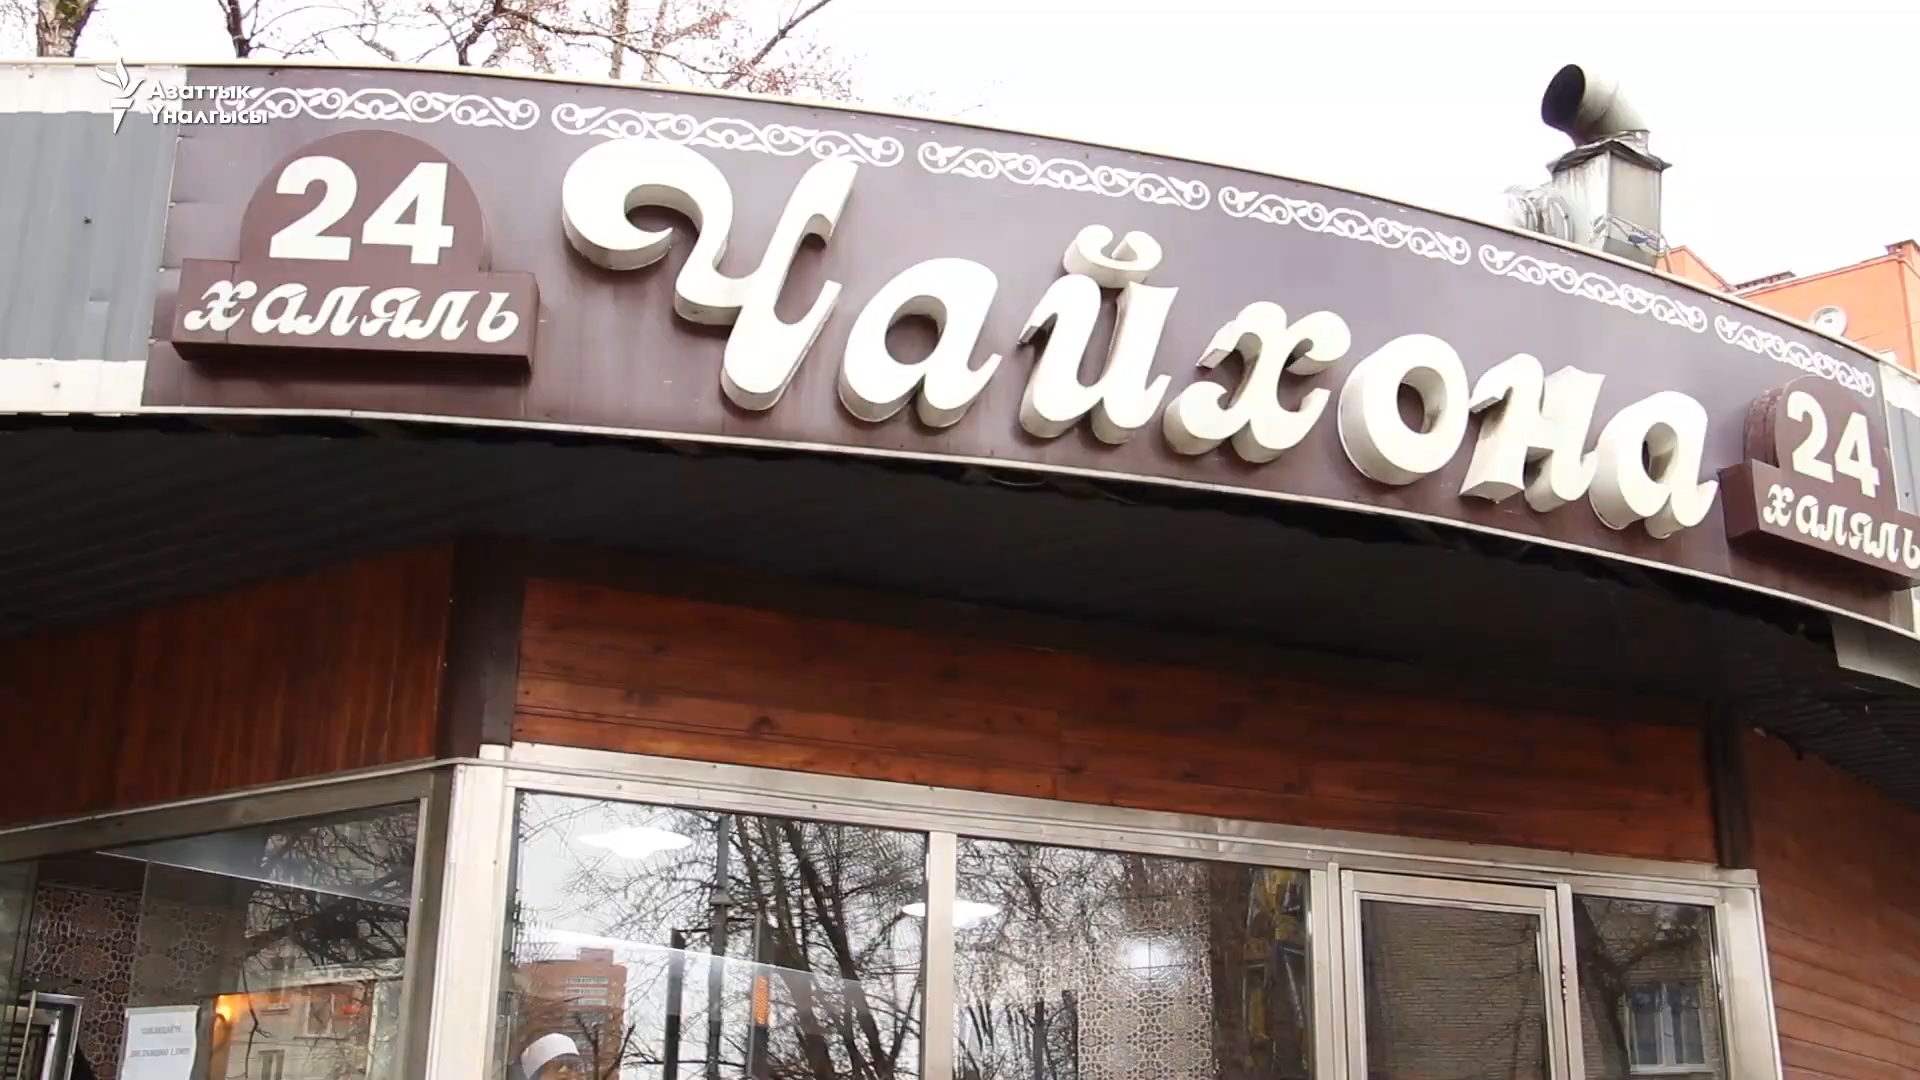 Азаттык
Үналгысы
24
халяль
Чайхона
24
халяль